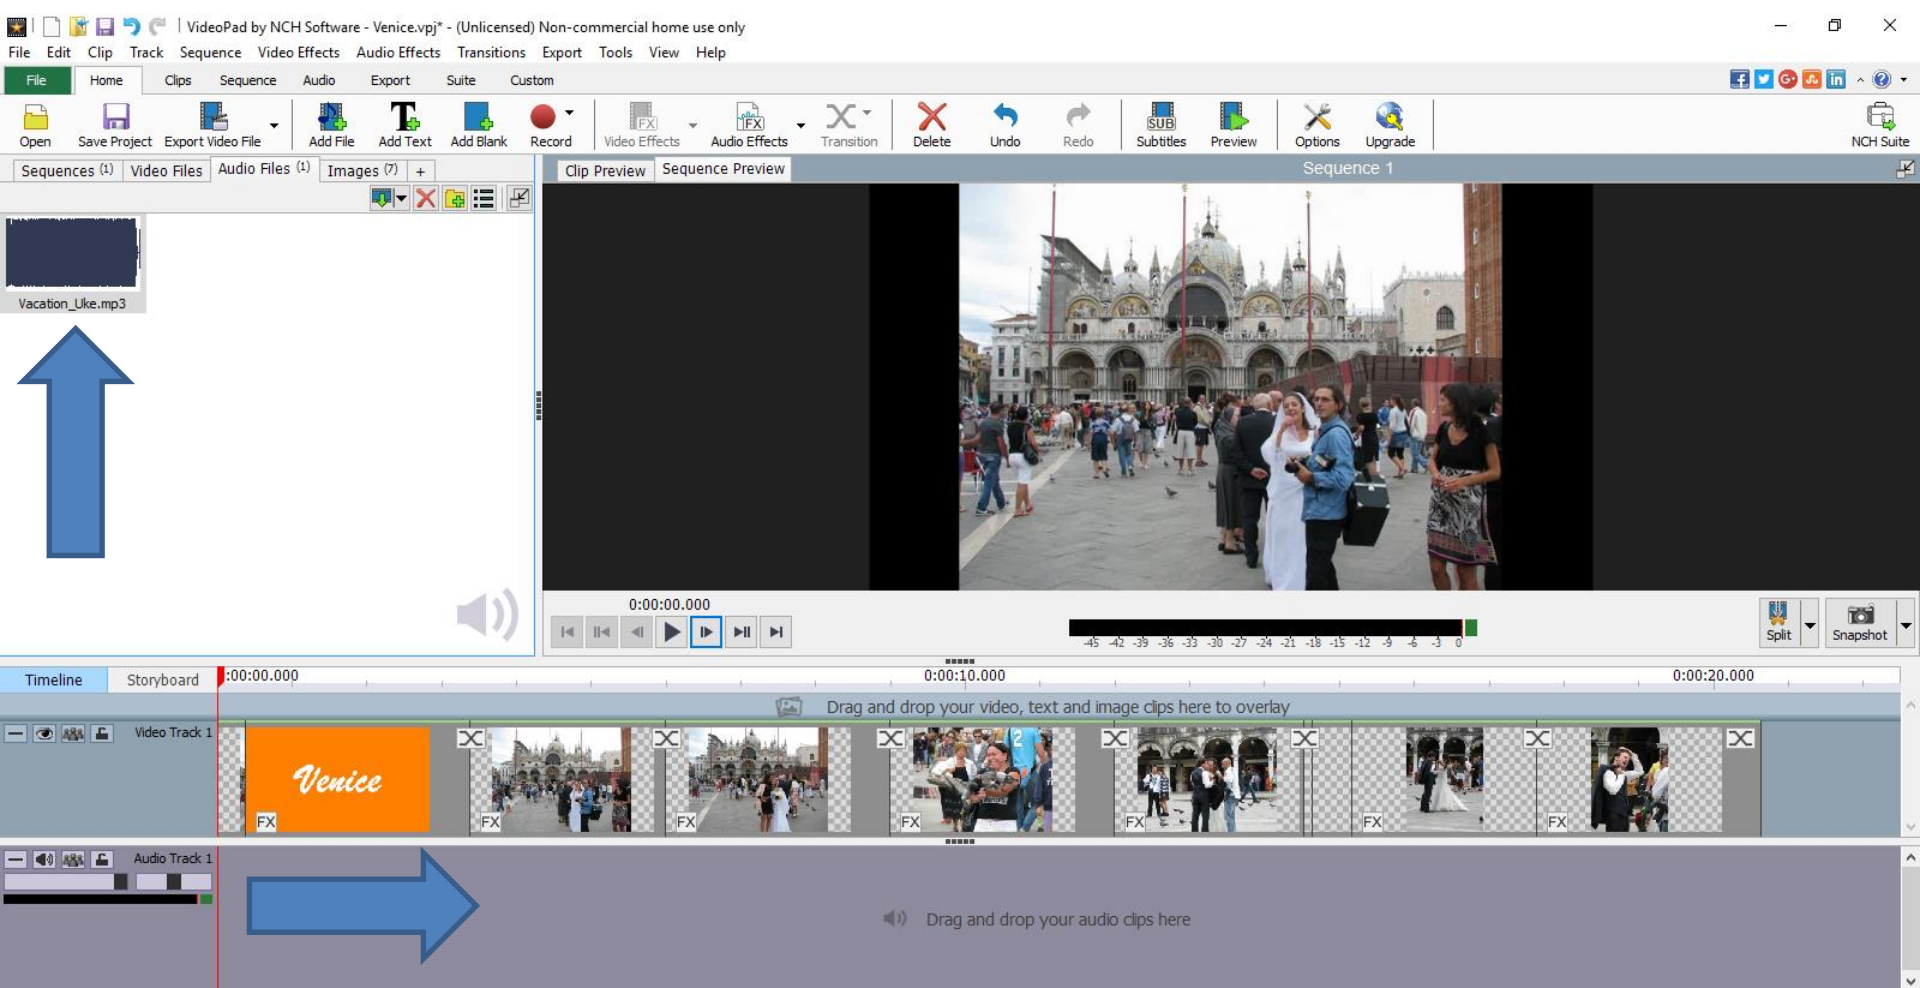 VideoPad by NCH Software - Venice.vpj* - (Unlicensed) Non-commercial home use only
File Edit Clip Track Sequence Video Effects Audio Effects Transitions Export Tools View Help
File Home Clips Sequence Audio Export Suite Custom
SUB
FX FX
Open Save Project Export Video File Add File Add Text Add Blank Record Video Effects Audio Effects Transition Delete Undo Redo Subtitles Preview Options Upgrade NCH Suite
Sequences (1) Video Files Audio Files (1) Images (7) + Clip Preview Sequence Preview Sequence 1
Vacation_Uke.mp3
0:00:00.000
-45 -42 -39 -36 -33 -30 -27 -24 -21 -18 -15 -12 -9 -6 -3 0
Split Snapshot
Timeline Storyboard :00:00.000 0:00:10.000 0:00:20.000
Drag and drop your video, text and image clips here to overlay
Video Track 1
Venice
FX FX FX FX FX FX FX
Audio Track 1
Drag and drop your audio clips here